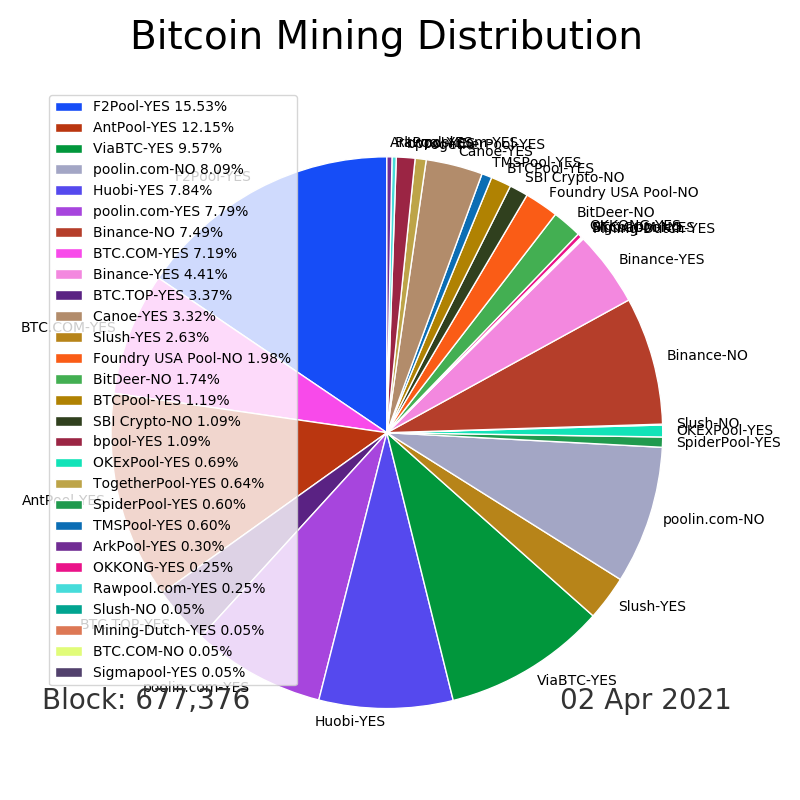 Bitcoin Mining Distribution
F2Pool-YES 15.53%
AntPool-YES 12.15%
ViaBTC-YES 9.57%
poolin.com-NO 8.09%
Huobi-YES 7.84%
poolin.com-YES 7.79%
Binance-NO 7.49%
BTC.COM-YES 7.19%
Binance-YES 4.41%
BTC.TOP-YES 3.37%
Canoe-YES 3.32%
Slush-YES 2.63%
Foundry USA Pool-NO 1.98%
BitDeer-NO 1.74%
BTCPool-YES 1.19%
SBI Crypto-NO 1.09%
bpool-YES 1.09%
OKExPool-YES 0.69%
TogetherPool-YES 0.64%
SpiderPool-YES 0.60%
TMSPool-YES 0.60%
ArkPool-YES 0.30%
OKKONG-YES 0.25%
Rawpool.com-YES 0.25%
Slush-NO 0.05%
Mining-Dutch-YES 0.05%
BTC.COM-NO 0.05%
Sigmapool-YES 0.05%
F2Pool-YES
BTC.COM-YES
AntPool-YES
BTC.TOP-YES
poolin.com-YES
Huobi-YES
ViaBTC-YES
Slush-YES
poolin.com-NO
SpiderPool-YES
OKExPool-YES
Slush-NO
Binance-NO
Binance-YES
Mining-Dutch-YES
OKKONG-YES
BitDeer-NO
Foundry USA Pool-NO
SBI Crypto-NO
BTCPool-YES
TMSPool-YES
Canoe-YES
TogetherPool-YES
Block: 677,376
02 Apr 2021